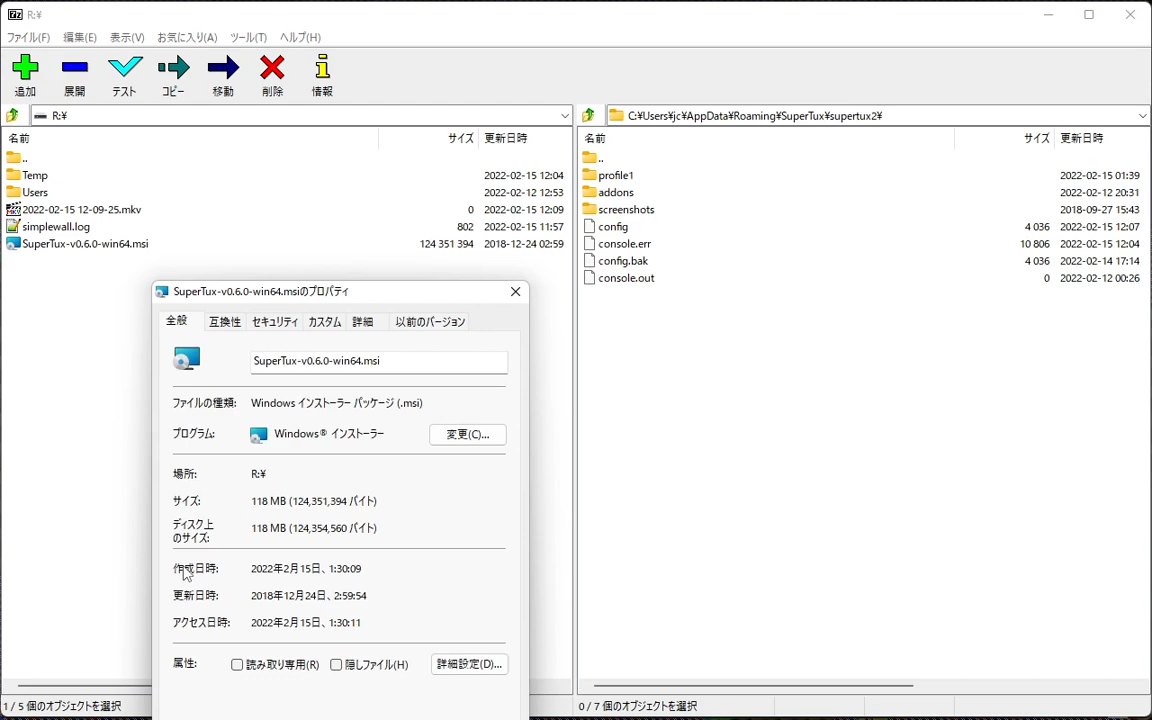 R:¥
ファイル(F) 編集(E) 表示(V) お気に入り(A) ツール(T) ヘルプ(H)
追加 展開 テスト コピー 移動 削除 情報
R:¥
名前 サイズ 更新日時
..
Temp 2022-02-15 12:04
Users 2022-02-12 12:53
2022-02-15 12-09-25.mkv 0 2022-02-15 12:09
simplewall.log 802 2022-02-15 11:57
SuperTux-v0.6.0-win64.msi 124 351 394 2018-12-24 02:59
1 / 5 個のオブジェクトを選択
C:¥Users¥jc¥AppData¥Roaming¥SuperTux¥supertux2¥
名前 サイズ 更新日時
..
profile1 2022-02-15 01:39
addons 2022-02-12 20:31
screenshots 2018-09-27 15:43
config 4 036 2022-02-15 12:07
console.err 10 806 2022-02-15 12:04
config.bak 4 036 2022-02-14 17:14
console.out 0 2022-02-12 00:26
0 / 7 個のオブジェクトを選択
SuperTux-v0.6.0-win64.msiのプロパティ
全般 互換性 セキュリティ カスタム 詳細 以前のバージョン
SuperTux-v0.6.0-win64.msi
ファイルの種類: Windows インストーラー パッケージ (.msi)
プログラム: Windows® インストーラー 変更(C)...
場所: R:¥
サイズ: 118 MB (124,351,394 バイト)
ディスク上
のサイズ: 118 MB (124,354,560 バイト)
作成日時: 2022年2月15日、1:30:09
更新日時: 2018年12月24日、2:59:54
アクセス日時: 2022年2月15日、1:30:11
属性: 読み取り専用(R) 隠しファイル(H) 詳細設定(D)...